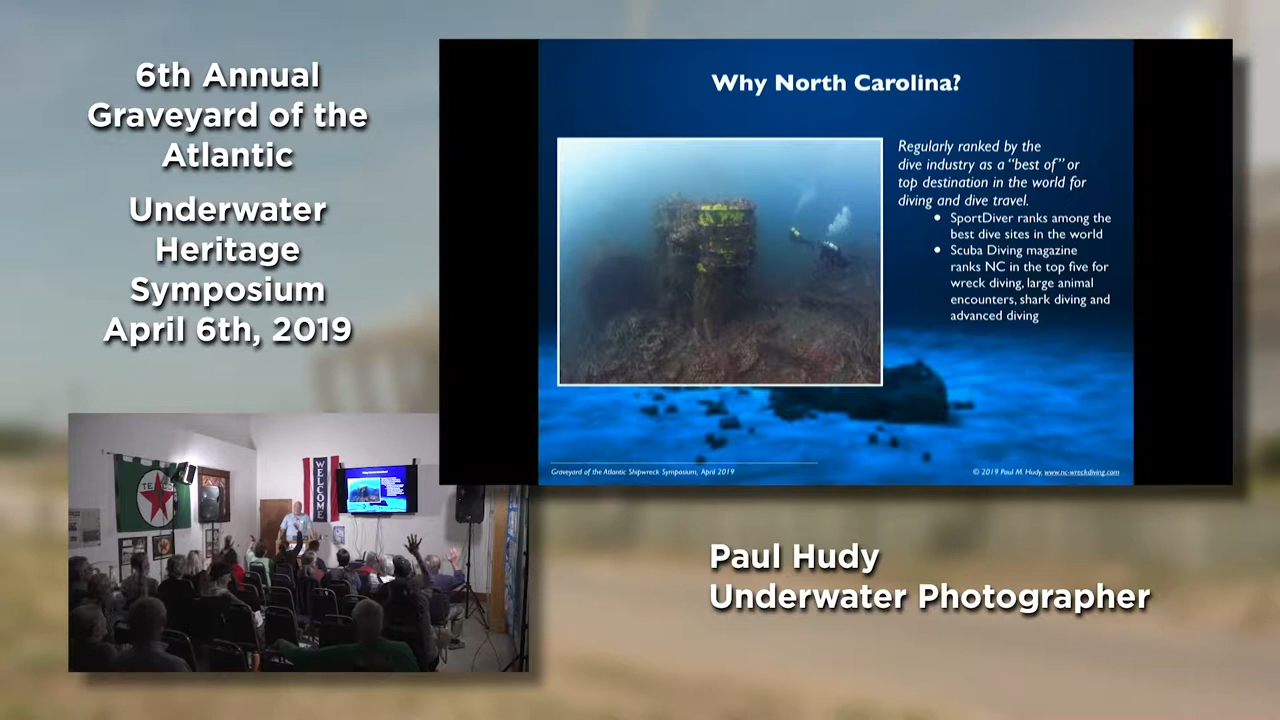 6th Annual
Graveyard of the
Atlantic
Underwater
Heritage
Symposium
April 6th, 2019
Why North Carolina?
Regularly ranked by the
dive industry as a “best of” or
top destination in the world for
diving and dive travel.
• SportDiver ranks among the
best dive sites in the world
• Scuba Diving magazine
ranks NC in the top five for
wreck diving, large animal
encounters, shark diving and
advanced diving
Graveyard of the Atlantic Shipwreck Symposium, April 2019
© 2019 Paul M. Hudy, www.nc-wreckdiving.com
WELCOME
Paul Hudy
Underwater Photographer